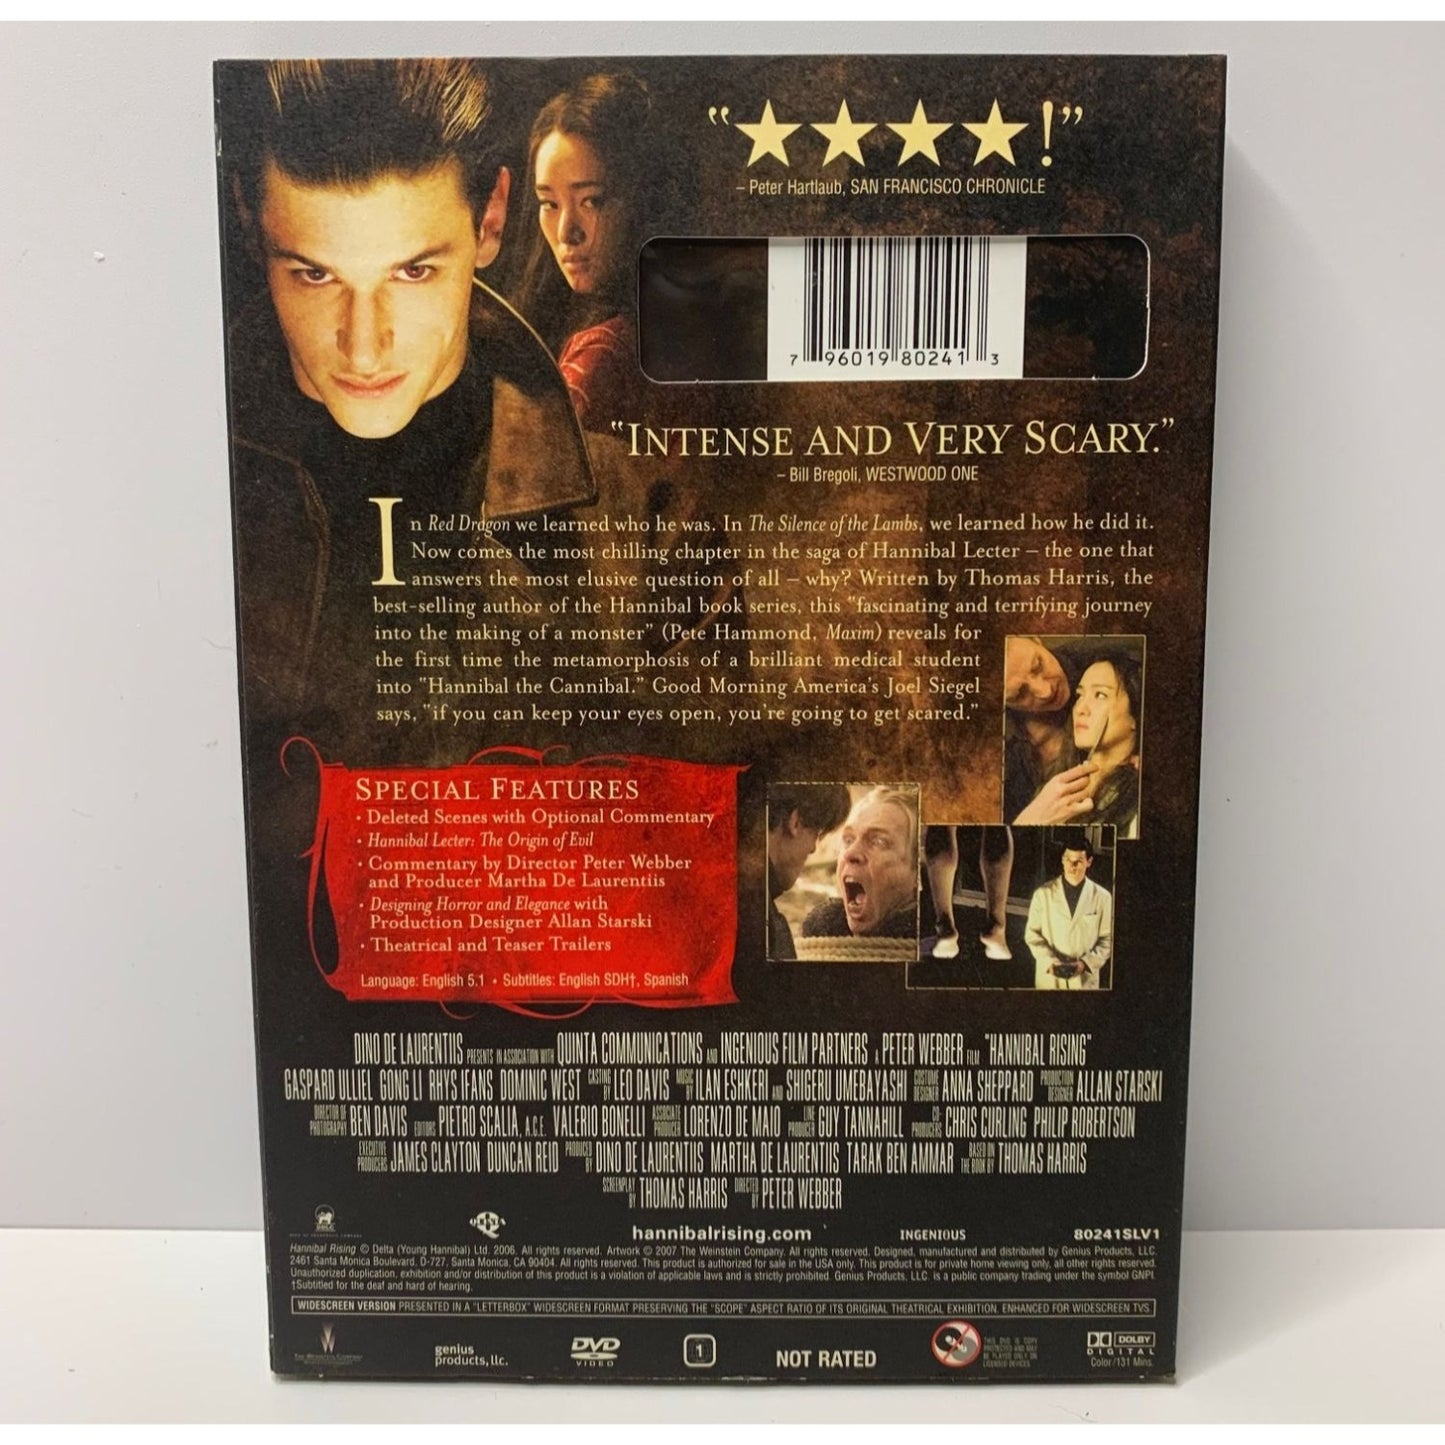 “★★★★!”
– Peter Hartlaub, SAN FRANCISCO CHRONICLE
7 96019 80241 3
“INTENSE AND VERY SCARY.”
– Bill Bregoli, WESTWOOD ONE
In Red Dragon we learned who he was. In The Silence of the Lambs, we learned how he did it.
Now comes the most chilling chapter in the saga of Hannibal Lecter – the one that
answers the most elusive question of all – why? Written by Thomas Harris, the
best-selling author of the Hannibal book series, this “fascinating and terrifying journey
into the making of a monster” (Pete Hammond, Maxim) reveals for
the first time the metamorphosis of a brilliant medical student
into “Hannibal the Cannibal.” Good Morning America’s Joel Siegel
says, “if you can keep your eyes open, you’re going to get scared.”
SPECIAL FEATURES
• Deleted Scenes with Optional Commentary
• Hannibal Lecter: The Origin of Evil
• Commentary by Director Peter Webber
and Producer Martha De Laurentiis
• Designing Horror and Elegance with
Production Designer Allan Starski
• Theatrical and Teaser Trailers
Language: English 5.1 • Subtitles: English SDH†, Spanish
DINO DE LAURENTIIS PRESENTS IN ASSOCIATION WITH QUINTA COMMUNICATIONS AND INGENIOUS FILM PARTNERS A PETER WEBBER FILM “HANNIBAL RISING”
GASPARD ULLIEL GONG LI RHYS IFANS DOMINIC WEST CASTING BY LEO DAVIS MUSIC BY ILAN ESHKERI AND SHIGERU UMEBAYASHI COSTUME DESIGNER ANNA SHEPPARD PRODUCTION DESIGNER ALLAN STARSKI
DIRECTOR OF PHOTOGRAPHY BEN DAVIS EDITORS PIETRO SCALIA, A.C.E. VALERIO BONELLI ASSOCIATE PRODUCER LORENZO DE MAIO LINE PRODUCER GUY TANNAHILL CO-PRODUCERS CHRIS CURLING PHILIP ROBERTSON
EXECUTIVE PRODUCERS JAMES CLAYTON DUNCAN REID PRODUCED BY DINO DE LAURENTIIS MARTHA DE LAURENTIIS TARAK BEN AMMAR BASED ON THE BOOK BY THOMAS HARRIS
SCREENPLAY BY THOMAS HARRIS DIRECTED BY PETER WEBBER
QUINTA
hannibalrising.com
INGENIOUS
80241SLV1
Hannibal Rising © Delta (Young Hannibal) Ltd. 2006. All rights reserved. Artwork © 2007 The Weinstein Company. All rights reserved. Designed, manufactured and distributed by Genius Products, LLC.
2461 Santa Monica Boulevard, D-727, Santa Monica, CA 90404. All rights reserved. This product is authorized for sale in the USA only. This product is for private home viewing only, all other rights reserved.
Unauthorized duplication, exhibition and/or distribution of this product is a violation of applicable laws and is strictly prohibited. Genius Products, LLC. is a public company trading under the symbol GNPI.
†Subtitled for the deaf and hard of hearing.
WIDESCREEN VERSION PRESENTED IN A “LETTERBOX” WIDESCREEN FORMAT PRESERVING THE “SCOPE” ASPECT RATIO OF ITS ORIGINAL THEATRICAL EXHIBITION. ENHANCED FOR WIDESCREEN TVS.
THE WEINSTEIN COMPANY
genius
products, llc.
DVD
VIDEO
1
NOT RATED
THIS DVD IS COPY
PROTECTED AND MAY
BE PLAYED ONLY ON
LICENSED DEVICES.
DOLBY
DIGITAL
Color/131 Mins.